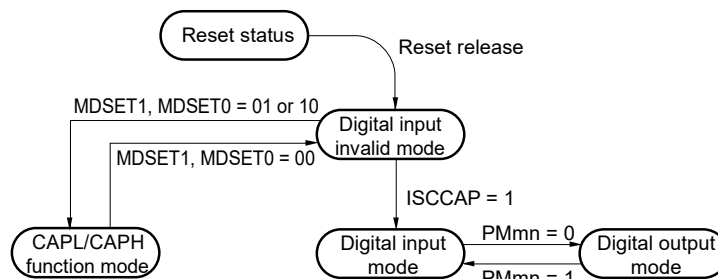 Reset status
Reset release
MDSET1, MDSET0 = 01 or 10
Digital input
invalid mode
MDSET1, MDSET0 = 00
ISCCAP = 1
CAPL/CAPH
function mode
Digital input
mode
PMmn = 0
Digital output
mode
PMmn = 1